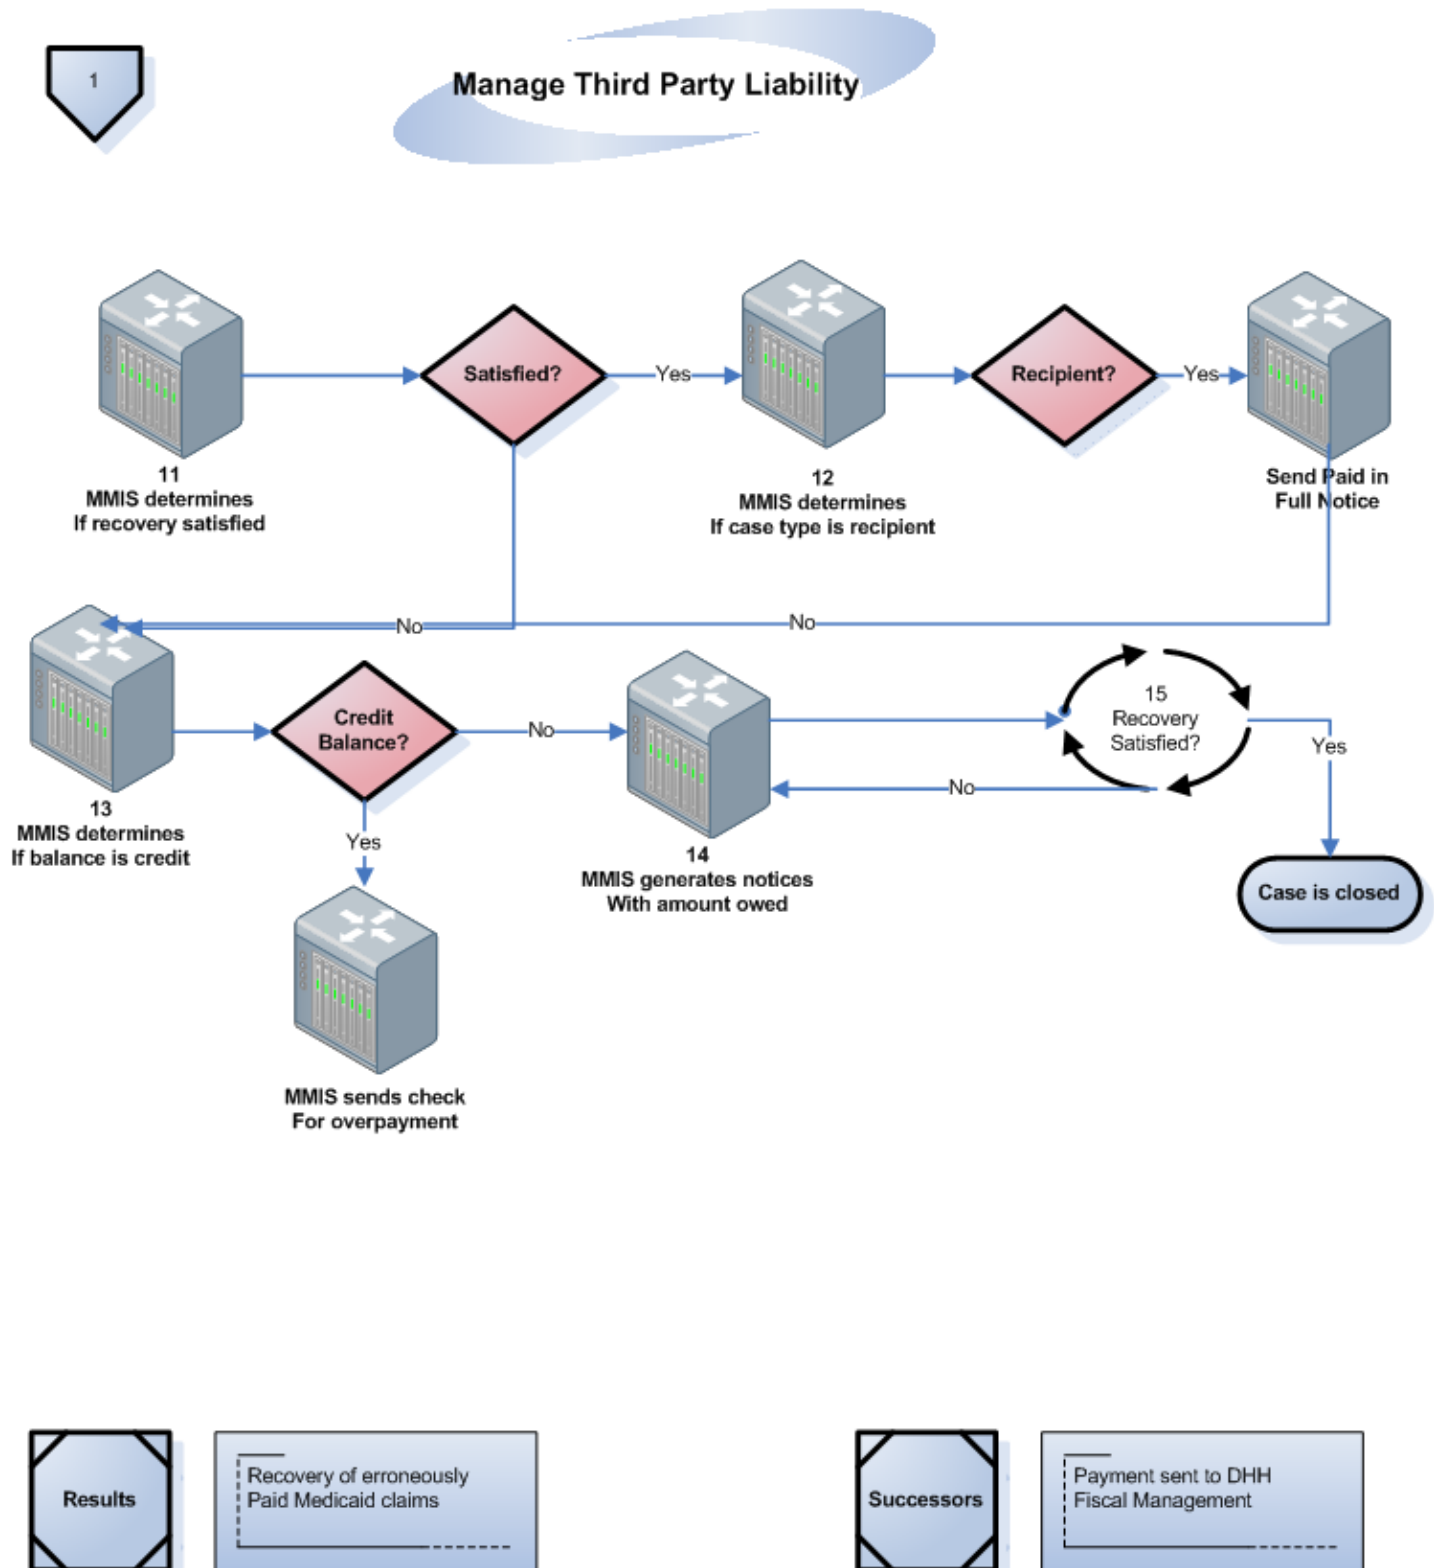 1
Manage Third Party Liability
Satisfied?
Yes
Recipient?
Yes
11
MMIS determines
If recovery satisfied
12
MMIS determines
If case type is recipient
Send Paid in
Full Notice
No
No
13
MMIS determines
If balance is credit
Credit
Balance?
No
Yes
14
MMIS generates notices
With amount owed
15
Recovery
Satisfied?
No
Yes
Case is closed
MMIS sends check
For overpayment
Results
Recovery of erroneously
Paid Medicaid claims
Successors
Payment sent to DHH
Fiscal Management